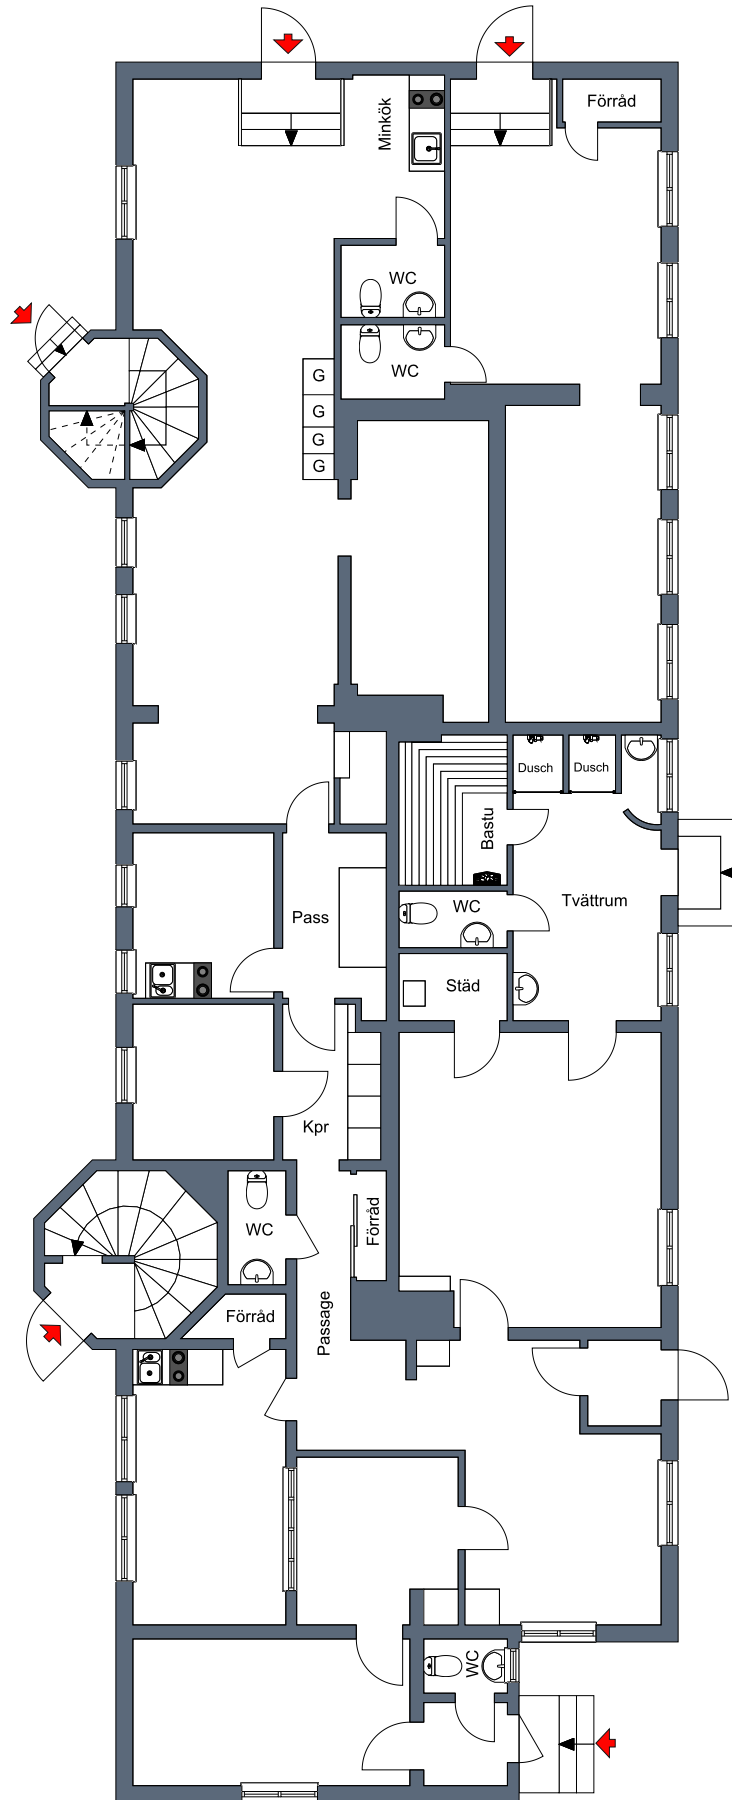 Förråd
Minkök
WC
WC
G
G
G
G
Dusch
Dusch
Bastu
Tvättrum
WC
Pass
Städ
Kpr
Förråd
WC
Förråd
Passage
WC